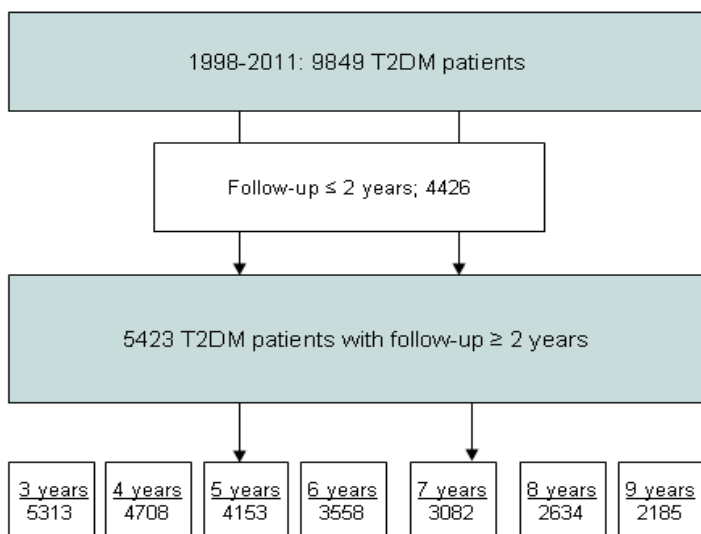 1998-2011: 9849 T2DM patients
Follow-up ≤ 2 years; 4426
5423 T2DM patients with follow-up ≥ 2 years
3 years
5313
4 years
4708
5 years
4153
6 years
3558
7 years
3082
8 years
2634
9 years
2185